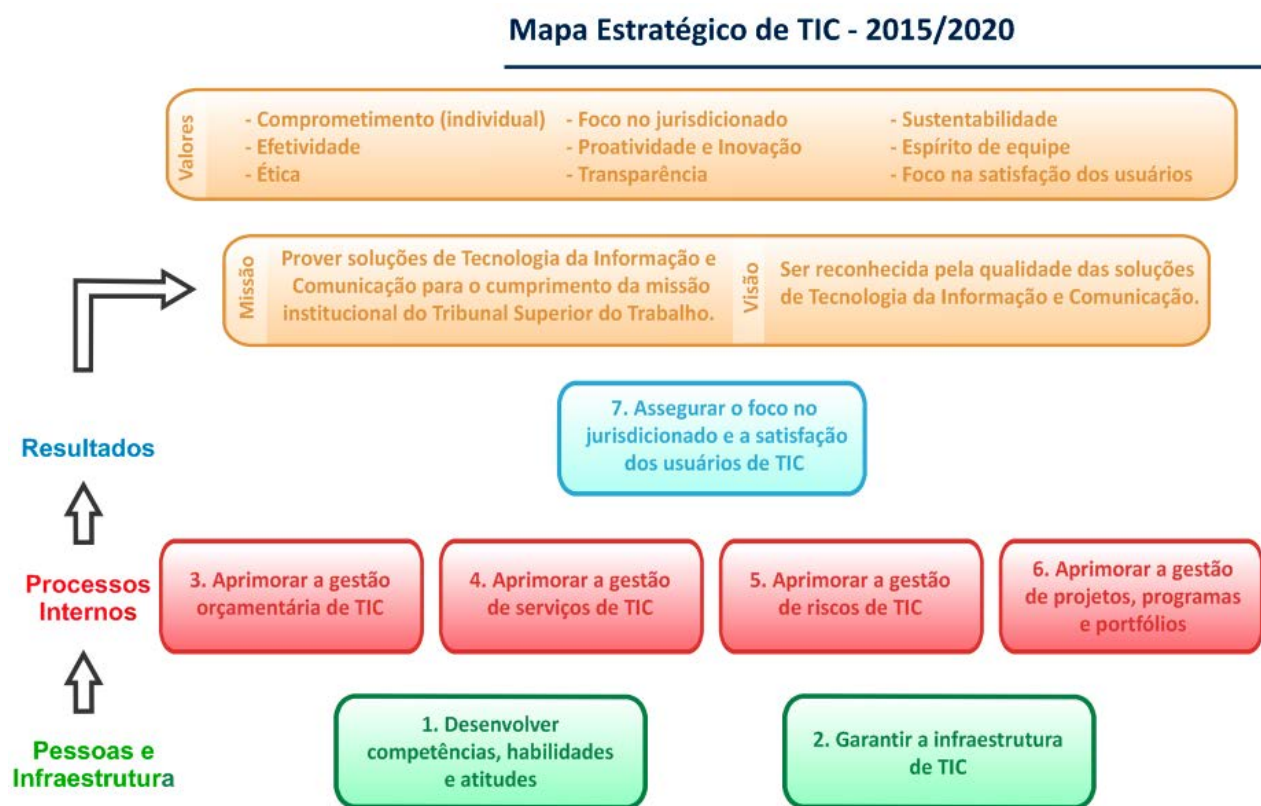 Mapa Estratégico de TIC - 2015/2020
Valores
- Comprometimento (individual)
- Efetividade
- Ética
- Foco no jurisdicionado
- Proatividade e Inovação
- Transparência
- Sustentabilidade
- Espírito de equipe
- Foco na satisfação dos usuários
Missão
Prover soluções de Tecnologia da Informação e
Comunicação para o cumprimento da missão
institucional do Tribunal Superior do Trabalho.
Visão
Ser reconhecida pela qualidade das soluções
de Tecnologia da Informação e Comunicação.
Resultados
7. Assegurar o foco no
jurisdicionado e a satisfação
dos usuários de TIC
Processos
Internos
3. Aprimorar a gestão
orçamentária de TIC
4. Aprimorar a gestão
de serviços de TIC
5. Aprimorar a gestão
de riscos de TIC
6. Aprimorar a gestão
de projetos, programas
e portfólios
Pessoas e
Infraestrutura
1. Desenvolver
competências, habilidades
e atitudes
2. Garantir a infraestrutura
de TIC